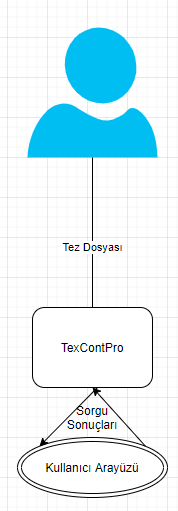 Tez Dosyası
TexContPro
Sorgu
Sonuçları
Kullanıcı Arayüzü